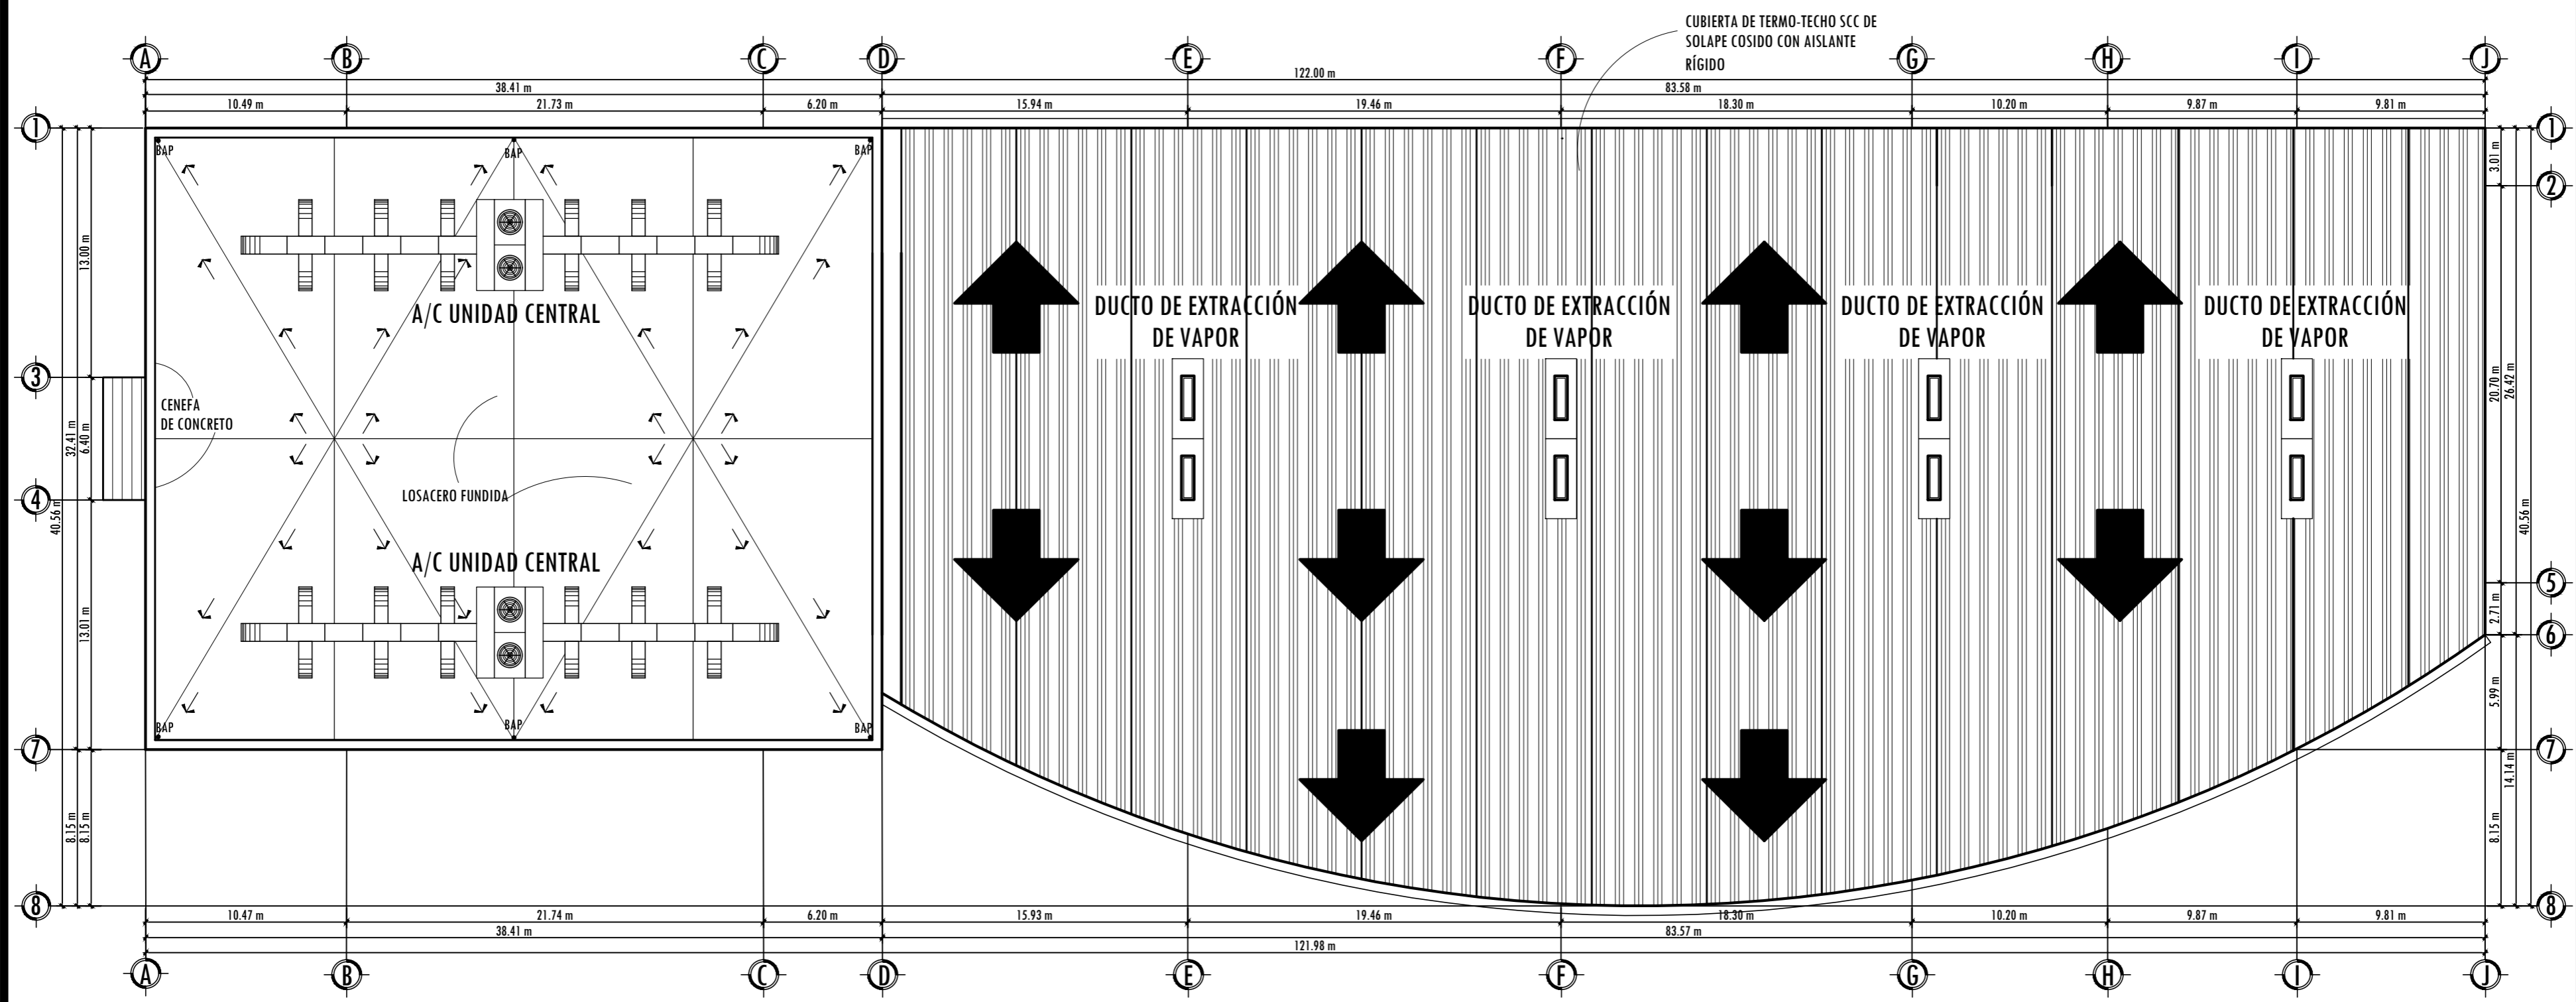 CUBIERTA DE TERMO-TECHO SCC DE
SOLAPE COSIDO CON AISLANTE
RÍGIDO
A B C D E F G H I J
122.00 m
38.41 m 83.58 m
10.49 m 21.73 m 6.20 m 15.94 m 19.46 m 18.30 m 10.20 m 9.87 m 9.81 m
1 1
BAP BAP BAP
3.01 m
2
13.00 m
A/C UNIDAD CENTRAL
DUCTO DE EXTRACCIÓN
DE VAPOR
DUCTO DE EXTRACCIÓN
DE VAPOR
DUCTO DE EXTRACCIÓN
DE VAPOR
DUCTO DE EXTRACCIÓN
DE VAPOR
3
20.70 m
26.42 m
CENEFA
DE CONCRETO
32.41 m
6.40 m
4
LOSACERO FUNDIDA
40.56 m
40.56 m
A/C UNIDAD CENTRAL
5
13.01 m
2.71 m
6
5.99 m
BAP BAP BAP
7 7
14.14 m
8.15 m
8.15 m
8.15 m
8 8
10.47 m 21.74 m 6.20 m 15.93 m 19.46 m 18.30 m 10.20 m 9.87 m 9.81 m
38.41 m 83.57 m
121.98 m
A B C D E F G H I J